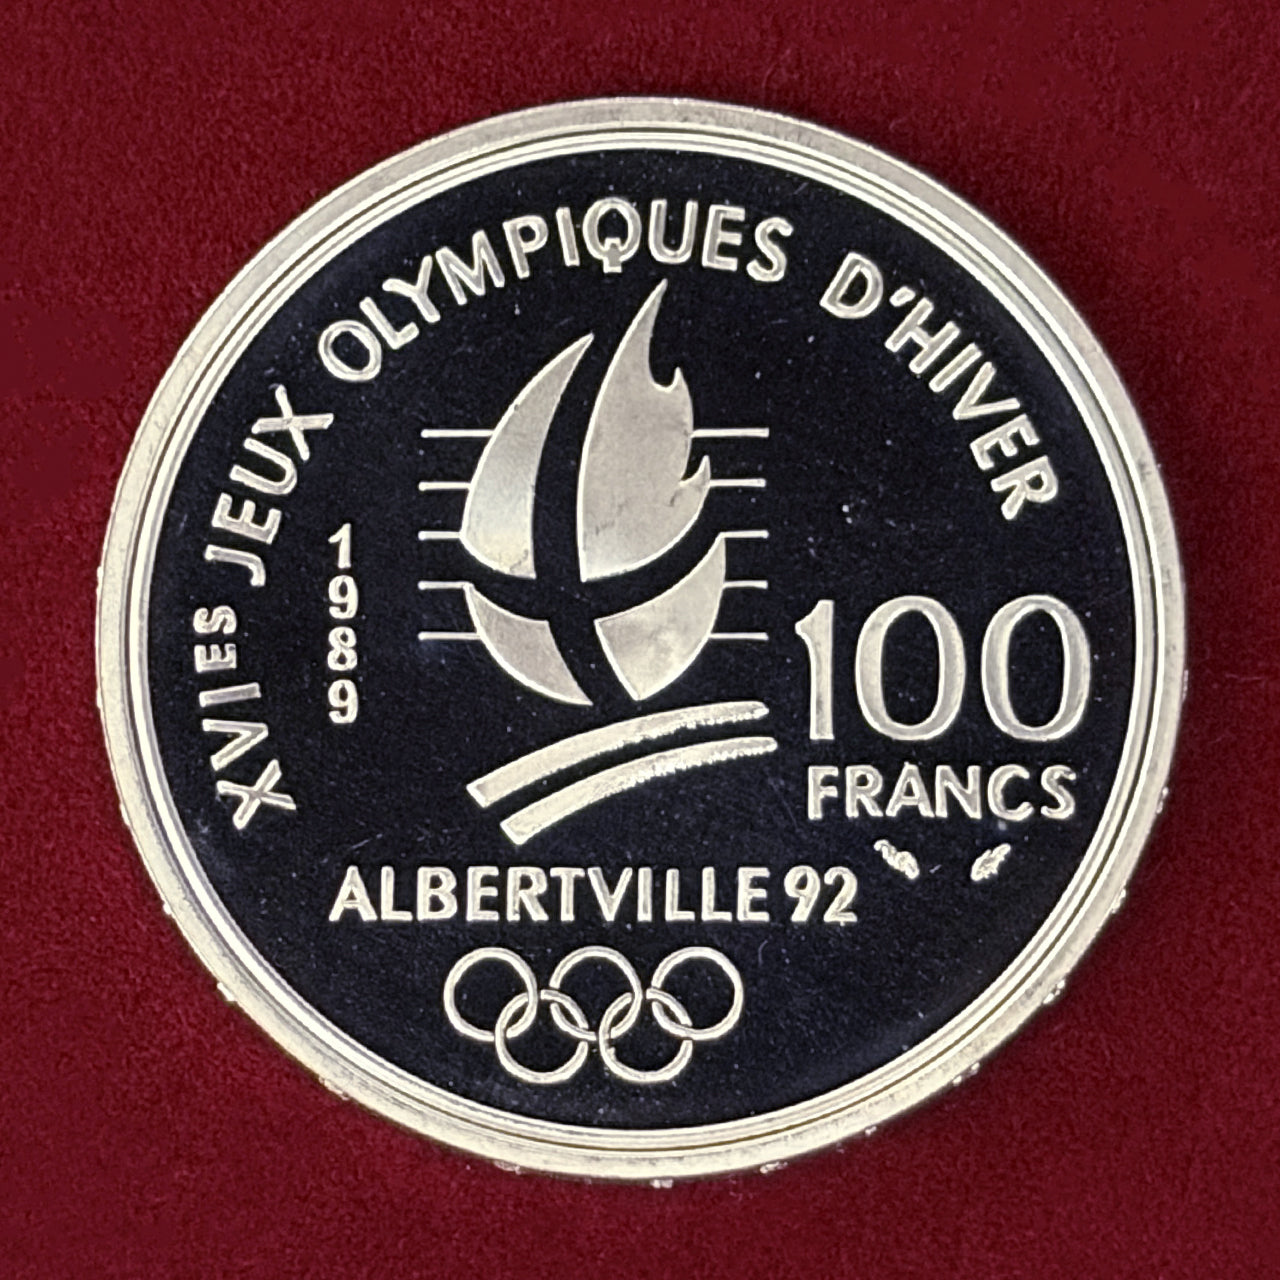 XVIES JEUX OLYMPIQUES D'HIVER
1989
100
FRANCS
ALBERTVILLE 92